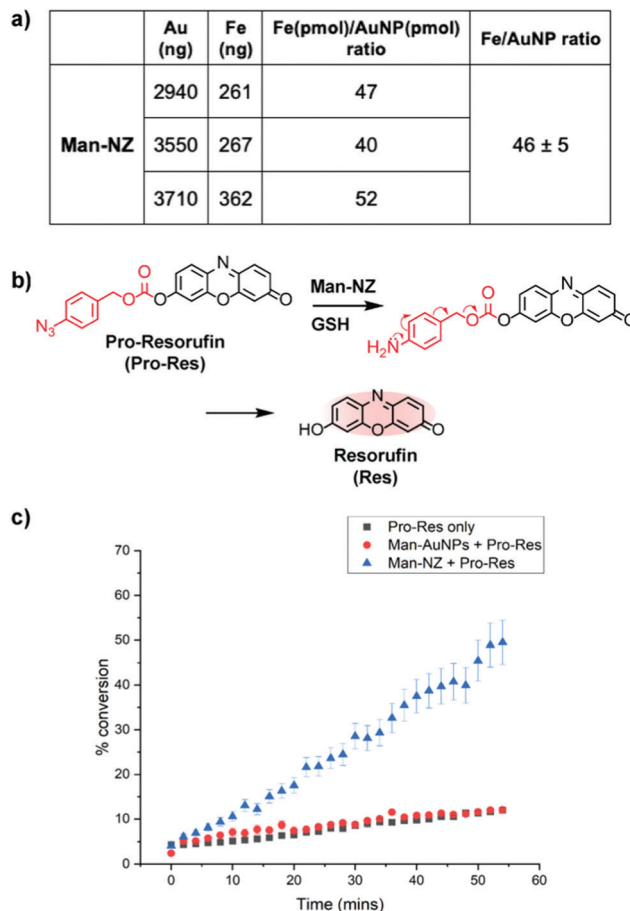 a)
Au (ng) Fe (ng) Fe(pmol)/AuNP(pmol) ratio Fe/AuNP ratio
Man-NZ
2940 261 47
3550 267 40
3710 362 52
46 ± 5
b)
N₃
O
O
O
N
O
O
Pro-Resorufin
(Pro-Res)
Man-NZ
GSH
H₂N
O
O
O
N
O
O
HO
N
O
O
Resorufin
(Res)
c)
Pro-Res only
Man-AuNPs + Pro-Res
Man-NZ + Pro-Res
% conversion
70
60
50
40
30
20
10
0
0 10 20 30 40 50 60
Time (mins)